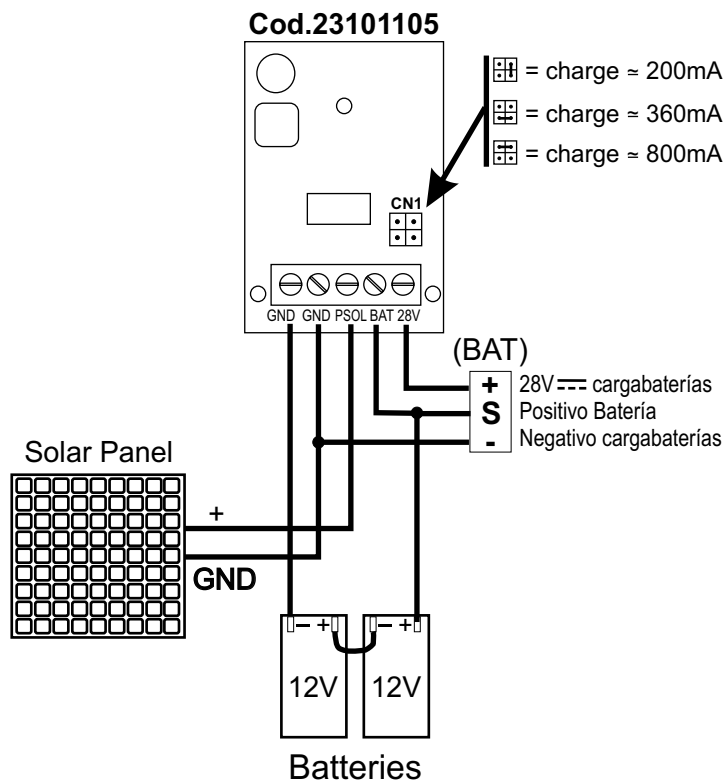 Cod.23101105
= charge ≃ 200mA
= charge ≃ 360mA
= charge ≃ 800mA
CN1
GND GND PSOL BAT 28V
(BAT)
+ 28V cargabaterías
S Positivo Batería
- Negativo cargabaterías
Solar Panel
+
GND
− + − +
12V 12V
Batteries